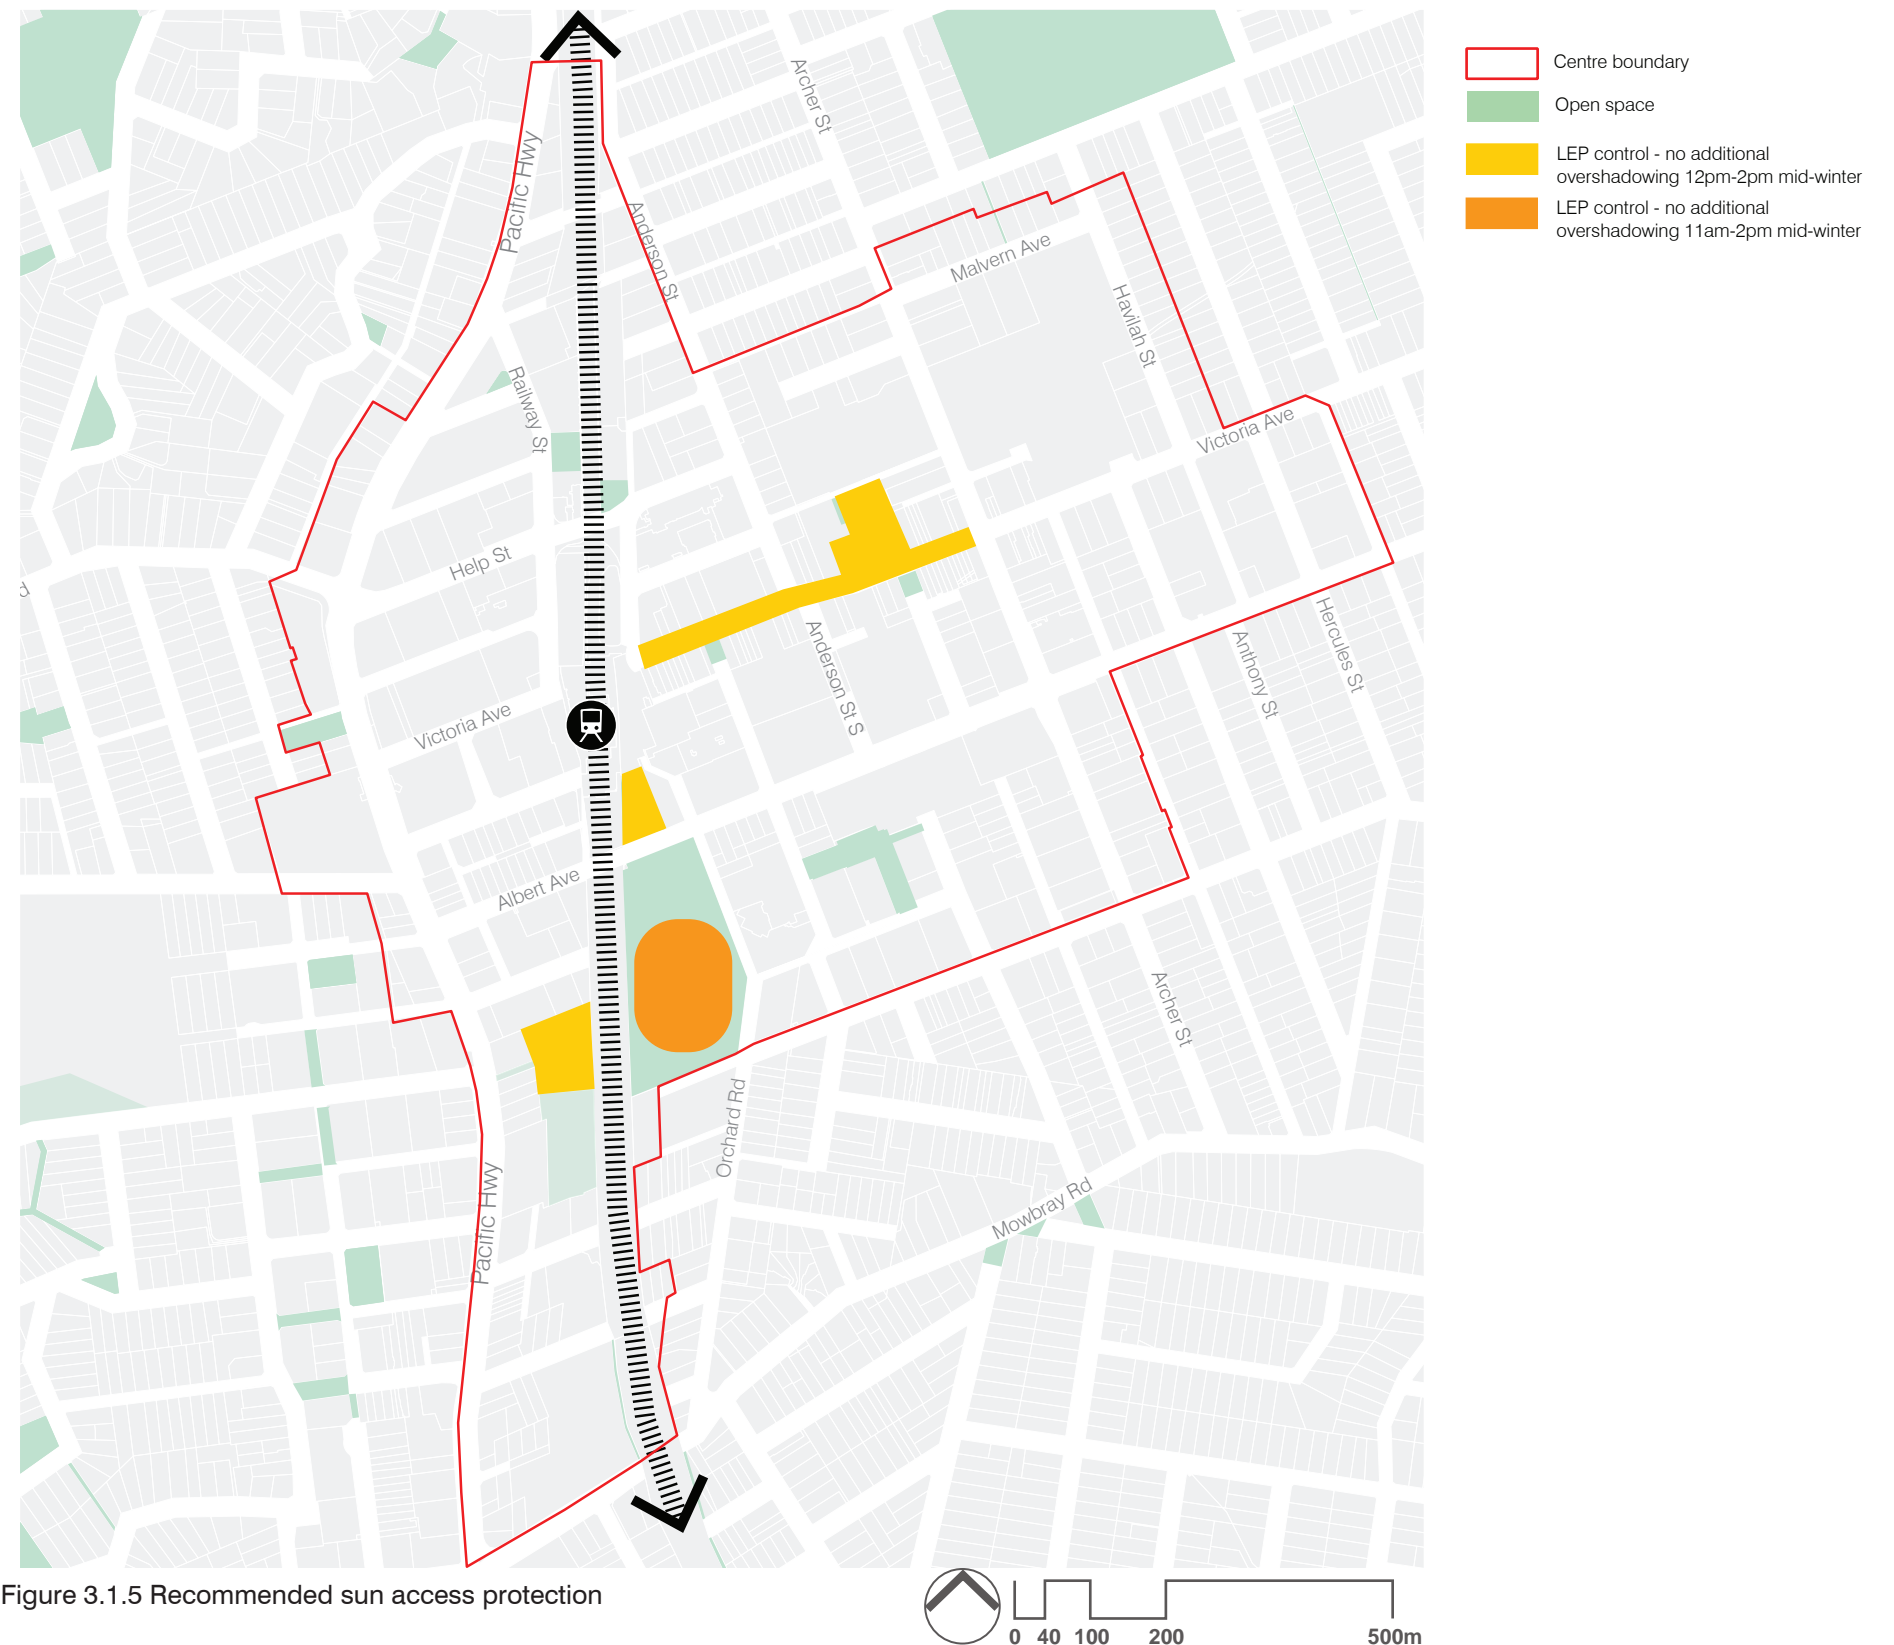 Centre boundary
Open space
LEP control - no additional
overshadowing 12pm-2pm mid-winter
LEP control - no additional
overshadowing 11am-2pm mid-winter
Archer St
Pacific Hwy
Anderson St
Malvern Ave
Havilah St
Railway St
Victoria Ave
Help St
d
Hercules St
Anderson St S
Anthony St
Victoria Ave
Albert Ave
Archer St
Orchard Rd
Pacific Hwy
Mowbray Rd
Figure 3.1.5 Recommended sun access protection
0 40 100 200 500m